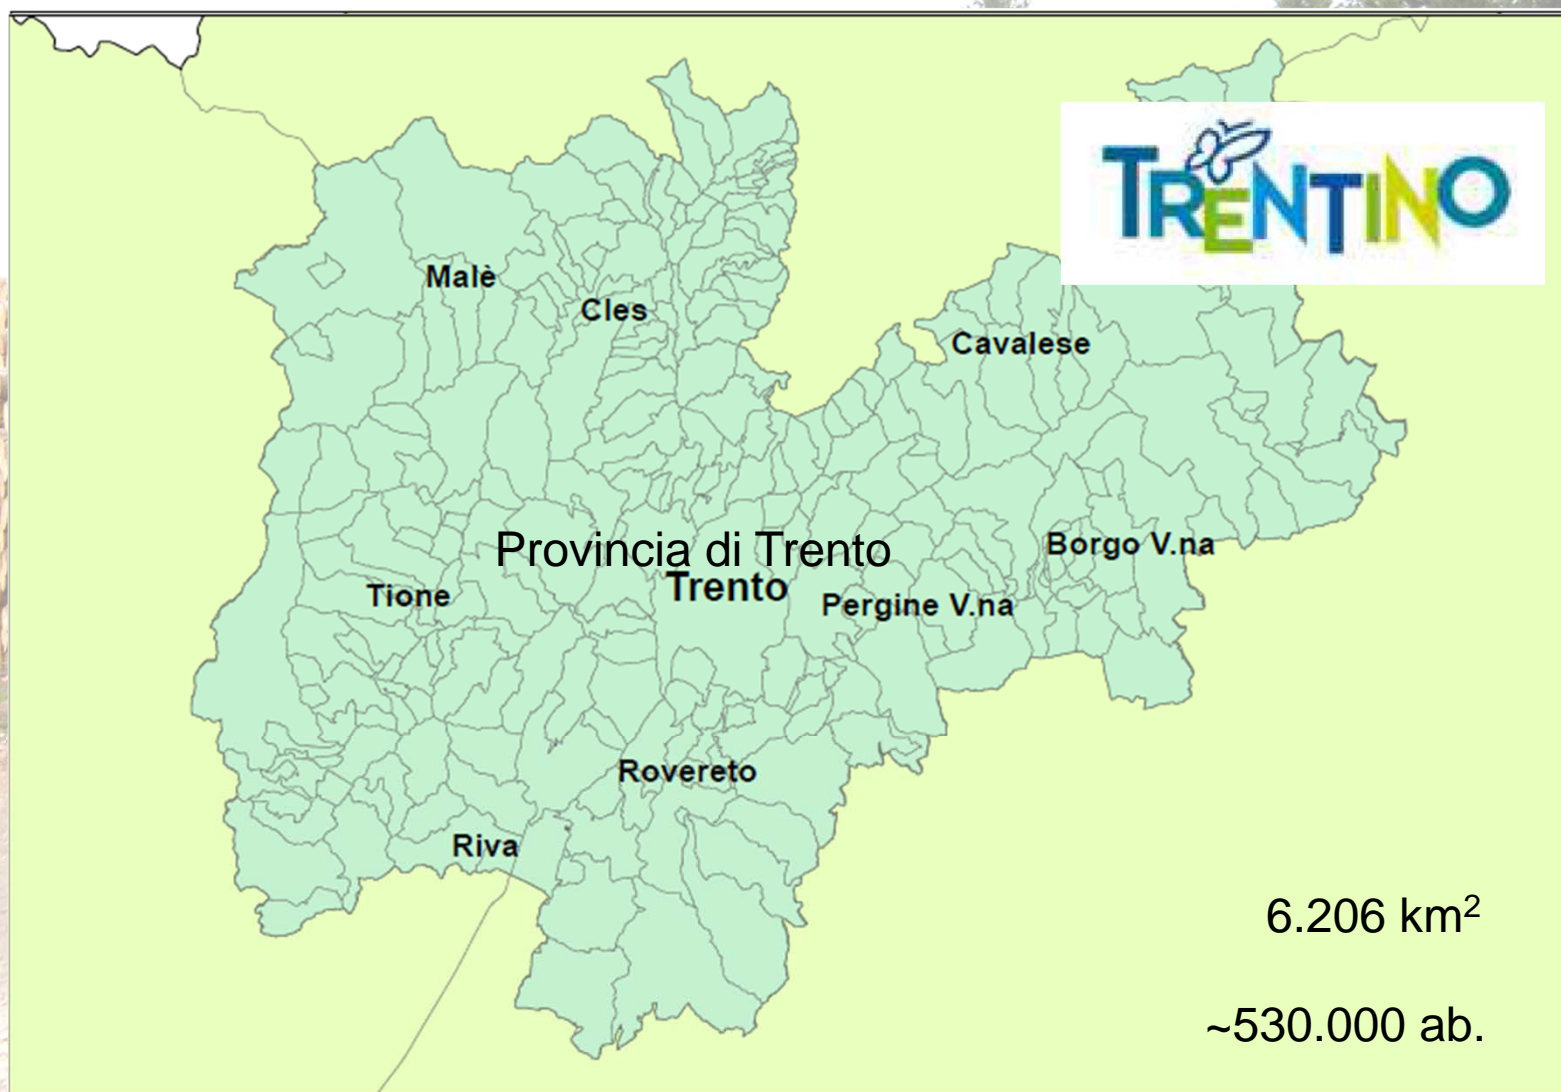 TRENTINO
Malè
Cles
Cavalese
Provincia di Trento
Borgo V.na
Trento
Tione
Pergine V.na
Rovereto
Riva
6.206 km²
~530.000 ab.